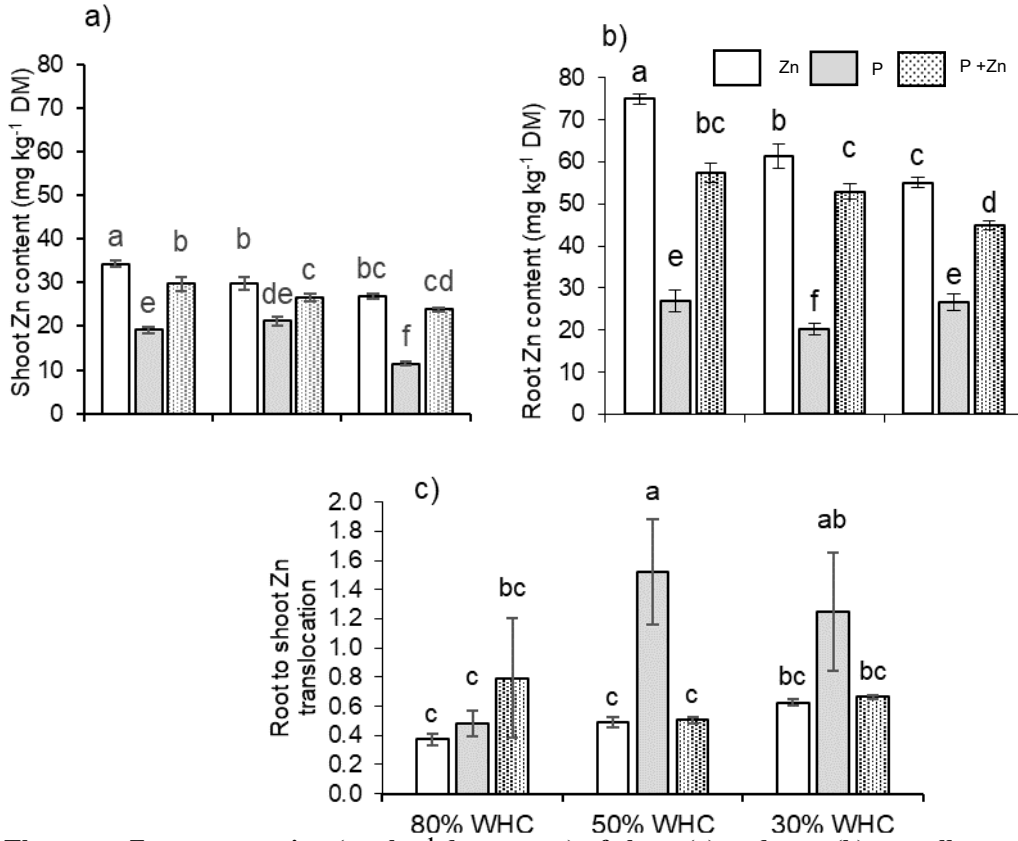 a)
Shoot Zn content (mg kg-1 DM)
80
70
60
50
40
30
20
10
0
a
e
b
b
de
c
bc
f
cd
b)
Zn
P
P +Zn
Root Zn content (mg kg-1 DM)
80
70
60
50
40
30
20
10
0
a
e
bc
b
f
c
c
e
d
c)
Root to shoot Zn
translocation
2.0
1.8
1.6
1.4
1.2
1.0
0.8
0.6
0.4
0.2
0.0
c
c
bc
c
a
c
bc
ab
bc
80% WHC
50% WHC
30% WHC